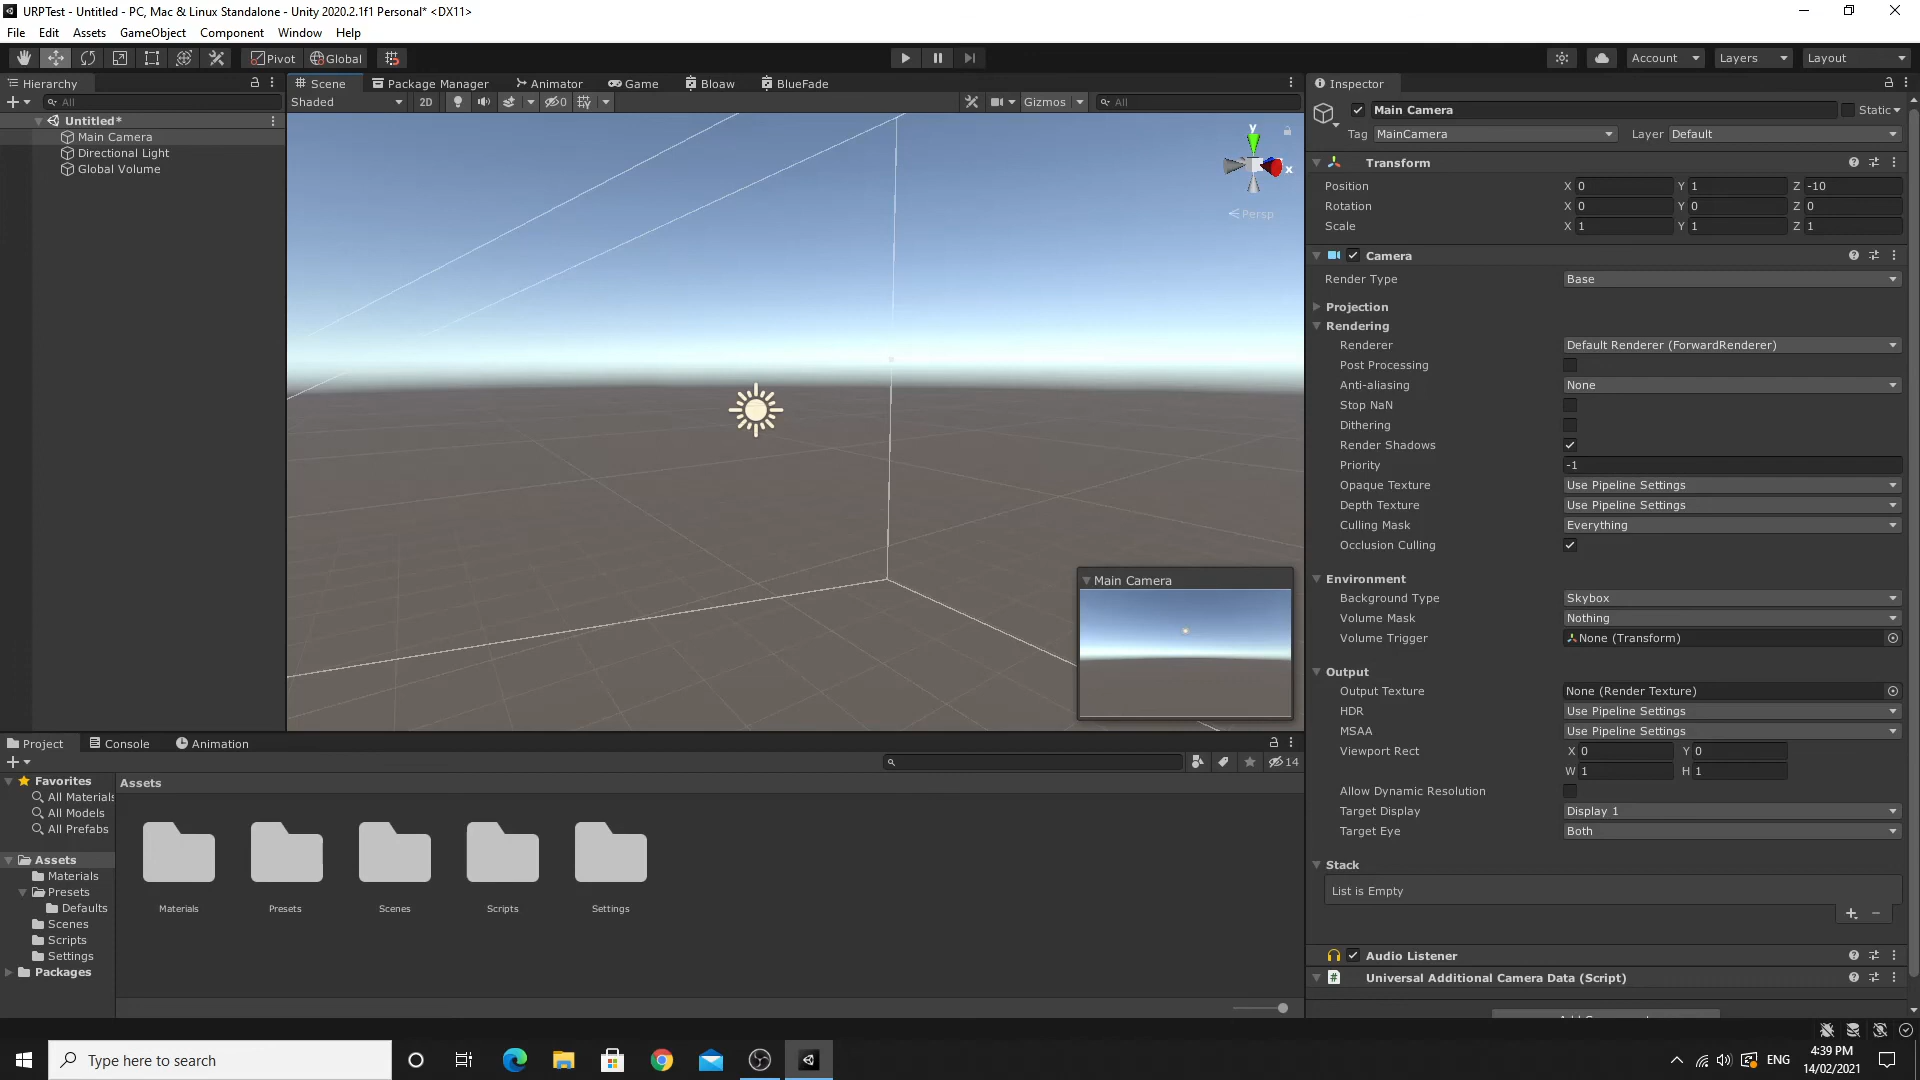 URPTest - Untitled - PC, Mac & Linux Standalone - Unity 2020.2.1f1 Personal* <DX11>
File Edit Assets GameObject Component Window Help
Pivot Global Account Layers Layout
Hierarchy
All
Untitled*
Main Camera
Directional Light
Global Volume
Scene Package Manager Animator Game Bloaw BlueFade
Shaded 2D 0 Gizmos All
y
x
Persp
Main Camera
Inspector
Main Camera Static
Tag MainCamera Layer Default
Transform
Position X 0 Y 1 Z -10
Rotation X 0 Y 0 Z 0
Scale X 1 Y 1 Z 1
Camera
Render Type Base
Projection
Rendering
Renderer Default Renderer (ForwardRenderer)
Post Processing
Anti-aliasing None
Stop NaN
Dithering
Render Shadows
Priority -1
Opaque Texture Use Pipeline Settings
Depth Texture Use Pipeline Settings
Culling Mask Everything
Occlusion Culling
Environment
Background Type Skybox
Volume Mask Nothing
Volume Trigger None (Transform)
Output
Output Texture None (Render Texture)
HDR Use Pipeline Settings
MSAA Use Pipeline Settings
Viewport Rect X 0 Y 0
W 1 H 1
Allow Dynamic Resolution
Target Display Display 1
Target Eye Both
Stack
List is Empty
Audio Listener
# Universal Additional Camera Data (Script)
Project Console Animation
14
Favorites
All Materials
All Models
All Prefabs
Assets
Materials
Presets
Defaults
Scenes
Scripts
Settings
Packages
Assets
Materials Presets Scenes Scripts Settings
Type here to search
ENG
4:39 PM
14/02/2021